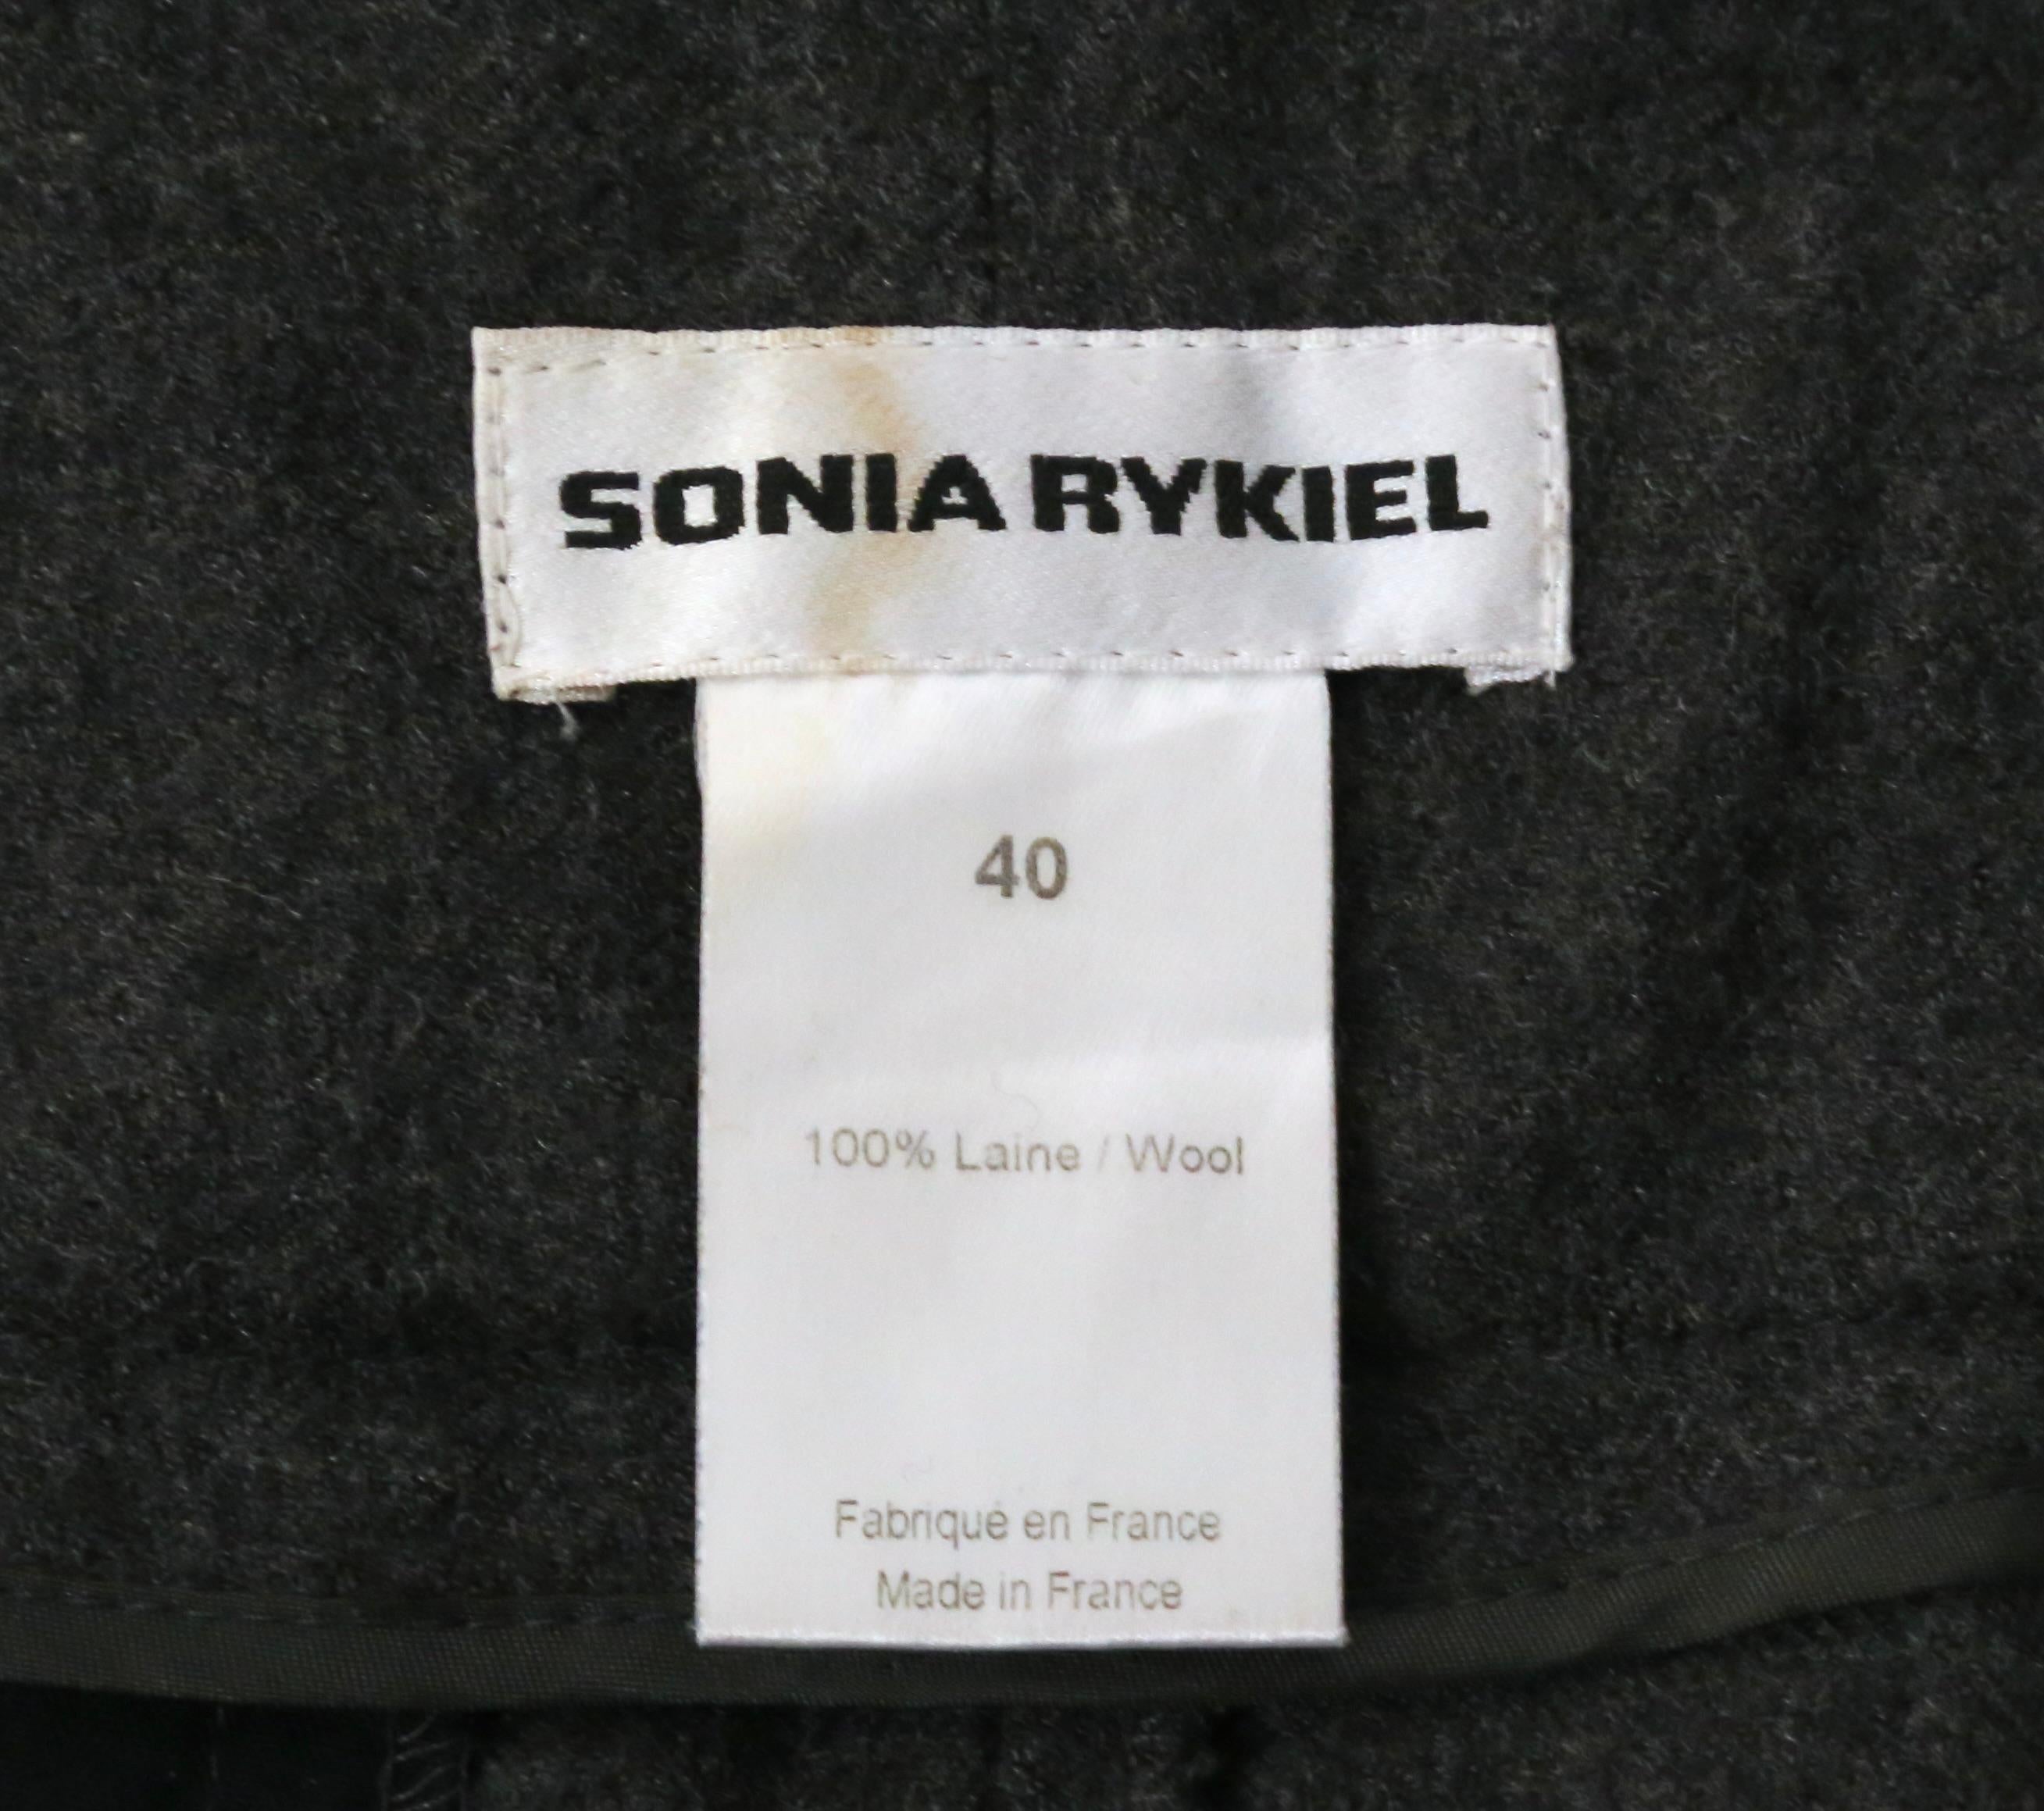 SONIA RYKIEL
40
100% Laine / Wool
Fabriqué en France
Made in France